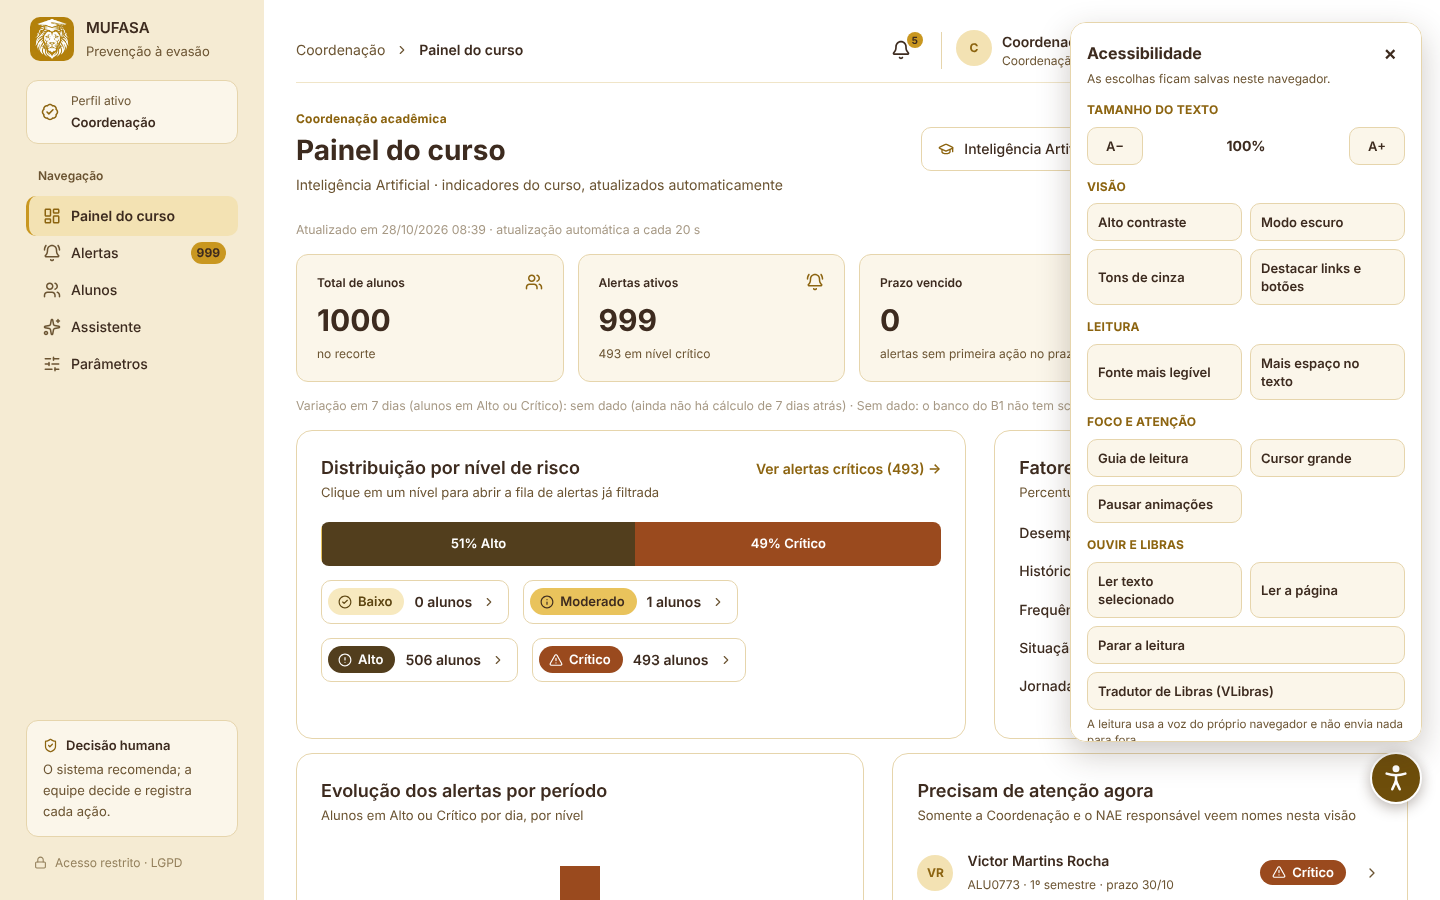 MUFASA
Prevenção à evasão
Perfil ativo
Coordenação
Navegação
Painel do curso
Alertas
999
Alunos
Assistente
Parâmetros
Decisão humana
O sistema recomenda; a
equipe decide e registra
cada ação.
Acesso restrito · LGPD
Coordenação
Painel do curso
5
C
Coordena
Coordenaçã
Coordenação acadêmica
Painel do curso
Inteligência Arti
Inteligência Artificial · indicadores do curso, atualizados automaticamente
Atualizado em 28/10/2026 08:39 · atualização automática a cada 20 s
Total de alunos
1000
no recorte
Alertas ativos
999
493 em nível crítico
Prazo vencido
0
alertas sem primeira ação no praz
Variação em 7 dias (alunos em Alto ou Crítico): sem dado (ainda não há cálculo de 7 dias atrás) · Sem dado: o banco do B1 não tem sc
Distribuição por nível de risco
Ver alertas críticos (493) →
Clique em um nível para abrir a fila de alertas já filtrada
51% Alto
49% Crítico
Baixo
0 alunos
Moderado
1 alunos
Alto
506 alunos
Crítico
493 alunos
Fatore
Percentu
Desemp
Históric
Frequên
Situaçã
Jornada
Evolução dos alertas por período
Alunos em Alto ou Crítico por dia, por nível
Precisam de atenção agora
Somente a Coordenação e o NAE responsável veem nomes nesta visão
VR
Victor Martins Rocha
ALU0773 · 1º semestre · prazo 30/10
Crítico
Acessibilidade
×
As escolhas ficam salvas neste navegador.
TAMANHO DO TEXTO
A−
100%
A+
VISÃO
Alto contraste
Modo escuro
Tons de cinza
Destacar links e
botões
LEITURA
Fonte mais legível
Mais espaço no
texto
FOCO E ATENÇÃO
Guia de leitura
Cursor grande
Pausar animações
OUVIR E LIBRAS
Ler texto
selecionado
Ler a página
Parar a leitura
Tradutor de Libras (VLibras)
A leitura usa a voz do próprio navegador e não envia nada
para fora.